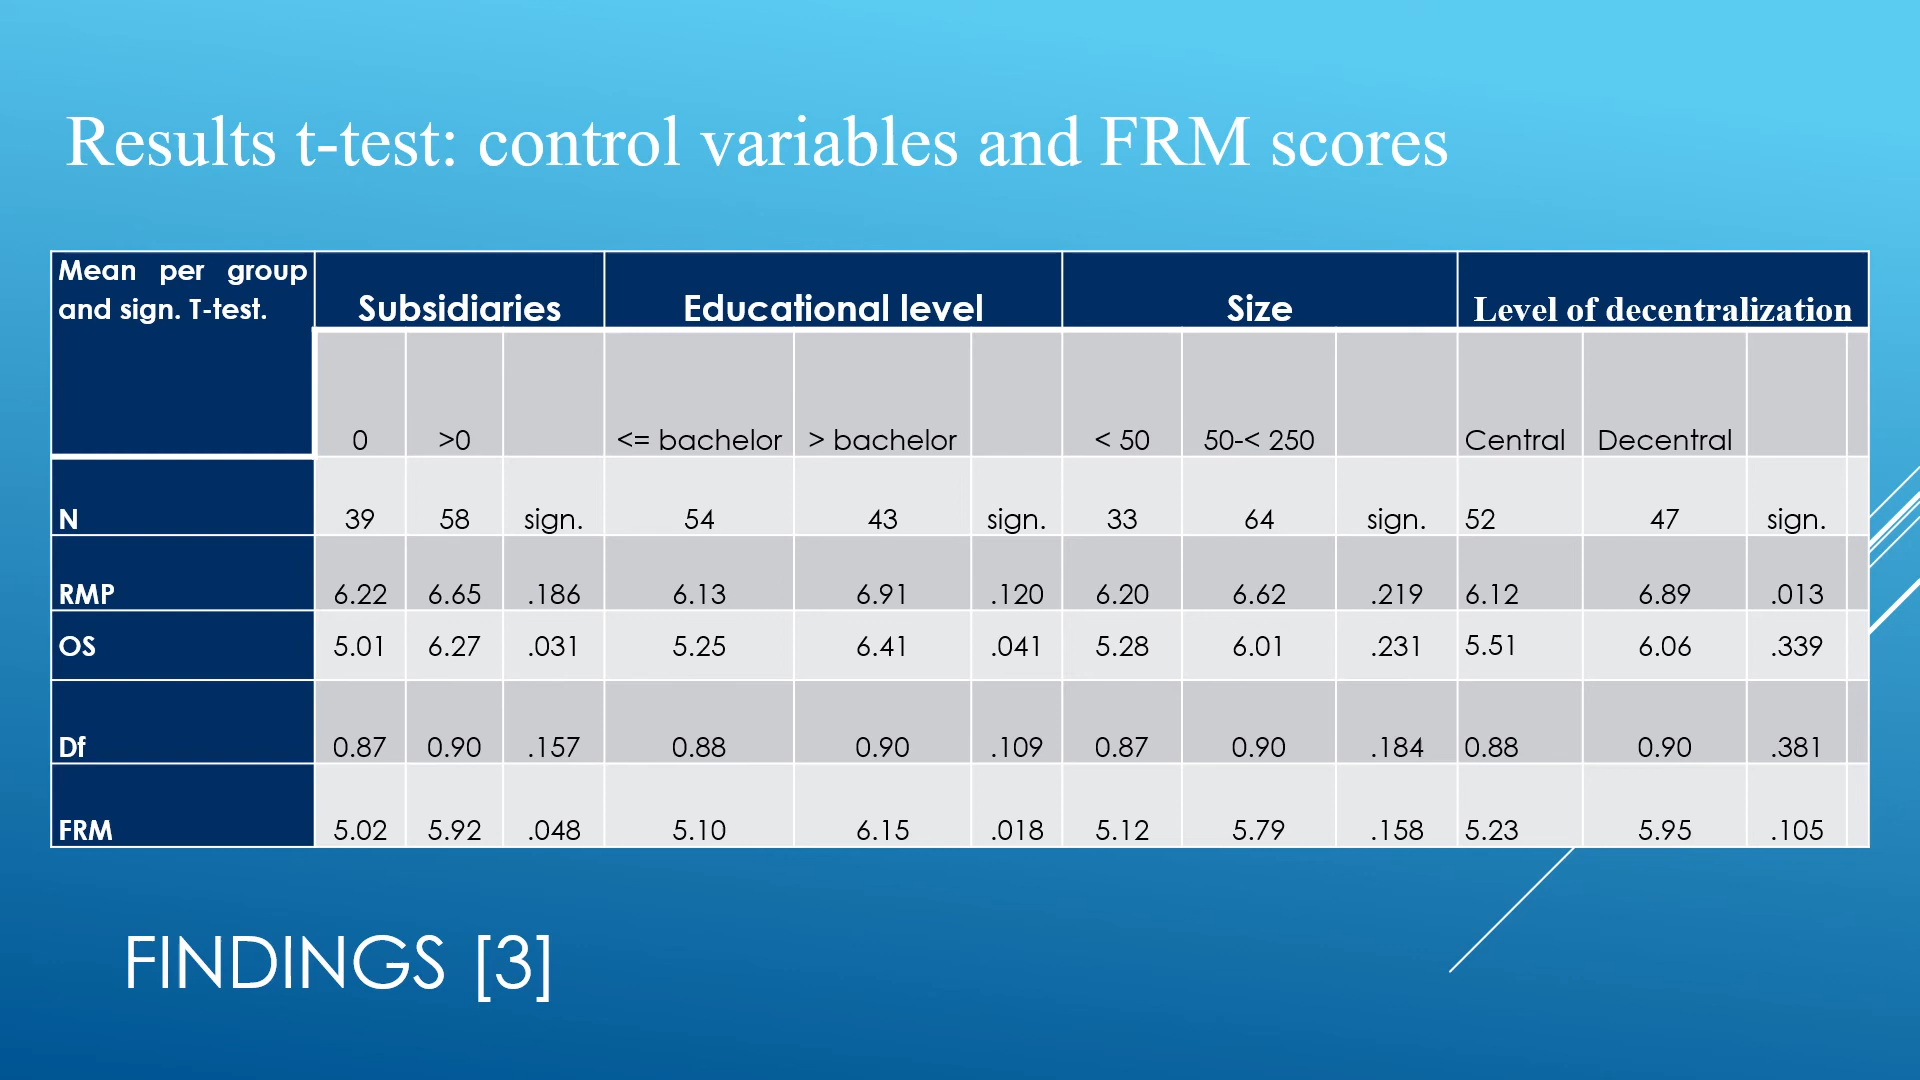 Results t-test: control variables and FRM scores
Mean per group and sign. T-test. Subsidiaries Educational level Size Level of decentralization
0 >0 <= bachelor > bachelor < 50 50-< 250 Central Decentral
N 39 58 sign. 54 43 sign. 33 64 sign. 52 47 sign.
RMP 6.22 6.65 .186 6.13 6.91 .120 6.20 6.62 .219 6.12 6.89 .013
OS 5.01 6.27 .031 5.25 6.41 .041 5.28 6.01 .231 5.51 6.06 .339
Df 0.87 0.90 .157 0.88 0.90 .109 0.87 0.90 .184 0.88 0.90 .381
FRM 5.02 5.92 .048 5.10 6.15 .018 5.12 5.79 .158 5.23 5.95 .105
FINDINGS [3]